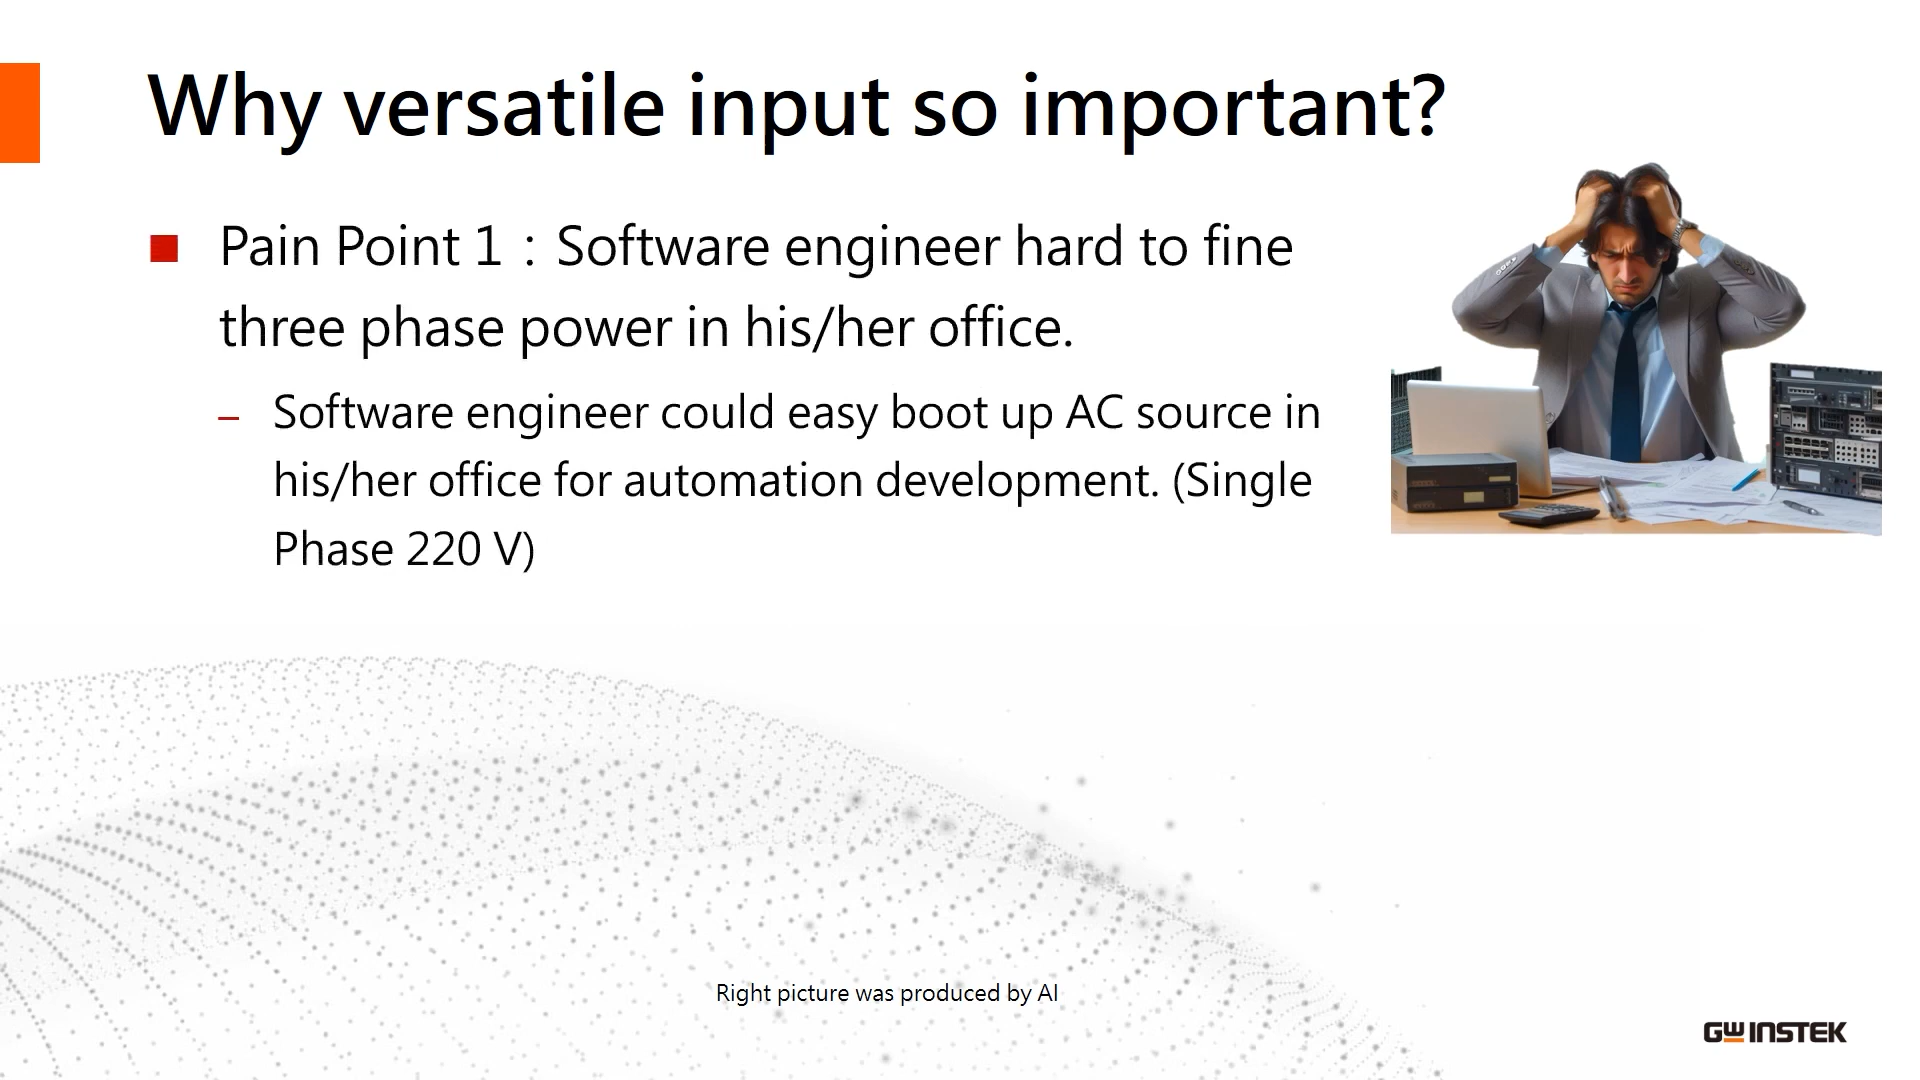 Why versatile input so important?
Pain Point 1：Software engineer hard to fine
three phase power in his/her office.
– Software engineer could easy boot up AC source in
his/her office for automation development. (Single
Phase 220 V)
Right picture was produced by AI
GW INSTEK